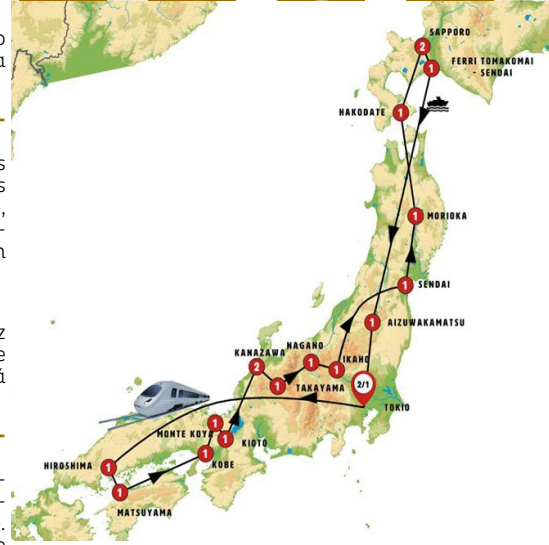 SAPPORO
2
1
FERRI TOMAKOMAI
- SENDAI
HAKODATE
1
1
MORIOKA
1
SENDAI
1
AIZUWAKAMATSU
NAGANO
KANAZAWA
2
1
1
IKAHO
1
TAKAYAMA
2/1
TOKIO
MONTE KOYA
1
1
KIOTO
1
KOBE
HIROSHIMA
1
1
MATSUYAMA